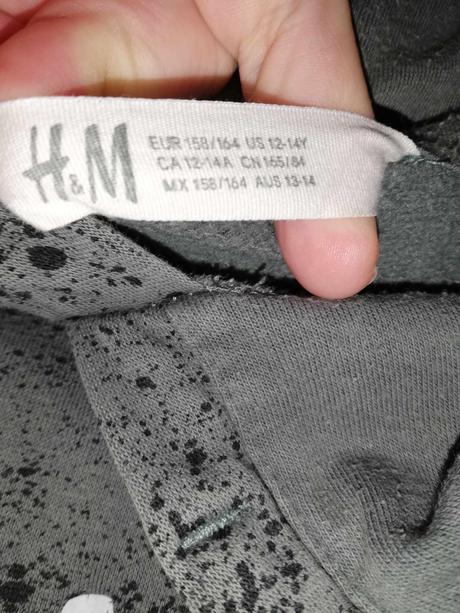 H&M
EUR 158/164 US 12-14Y
CA 12-14A CN 165/84
MX 158/164 AUS 13-14